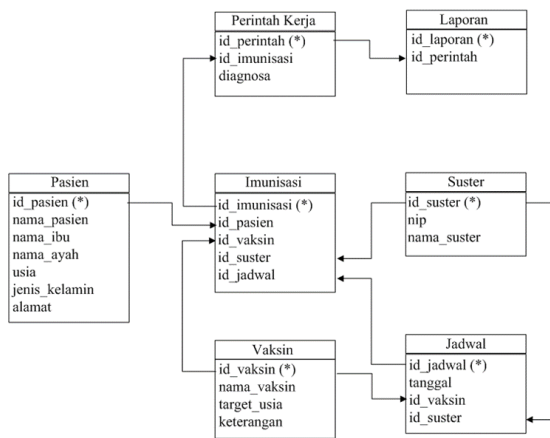 Perintah Kerja
id_perintah (*)
id_imunisasi
diagnosa
Laporan
id_laporan (*)
id_perintah
Pasien
id_pasien (*)
nama_pasien
nama_ibu
nama_ayah
usia
jenis_kelamin
alamat
Imunisasi
id_imunisasi (*)
id_pasien
id_vaksin
id_suster
id_jadwal
Suster
id_suster (*)
nip
nama_suster
Vaksin
id_vaksin (*)
nama_vaksin
target_usia
keterangan
Jadwal
id_jadwal (*)
tanggal
id_vaksin
id_suster